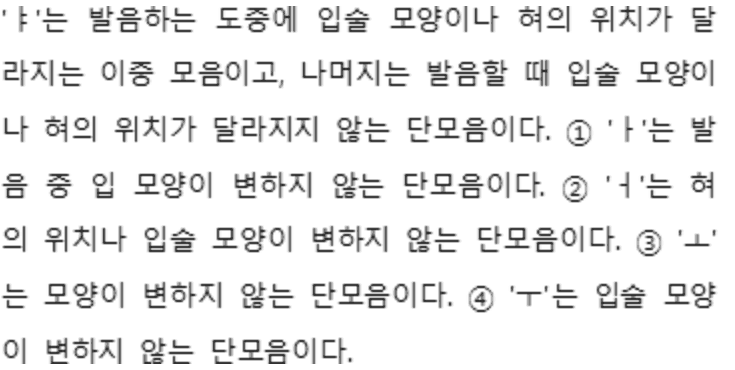 'ㅑ'는 발음하는 도중에 입술 모양이나 혀의 위치가 달
라지는 이중 모음이고, 나머지는 발음할 때 입술 모양이
나 혀의 위치가 달라지지 않는 단모음이다. ① 'ㅏ'는 발
음 중 입 모양이 변하지 않는 단모음이다. ② 'ㅓ'는 혀
의 위치나 입술 모양이 변하지 않는 단모음이다. ③ 'ㅗ'
는 모양이 변하지 않는 단모음이다. ④ 'ㅜ'는 입술 모양
이 변하지 않는 단모음이다.